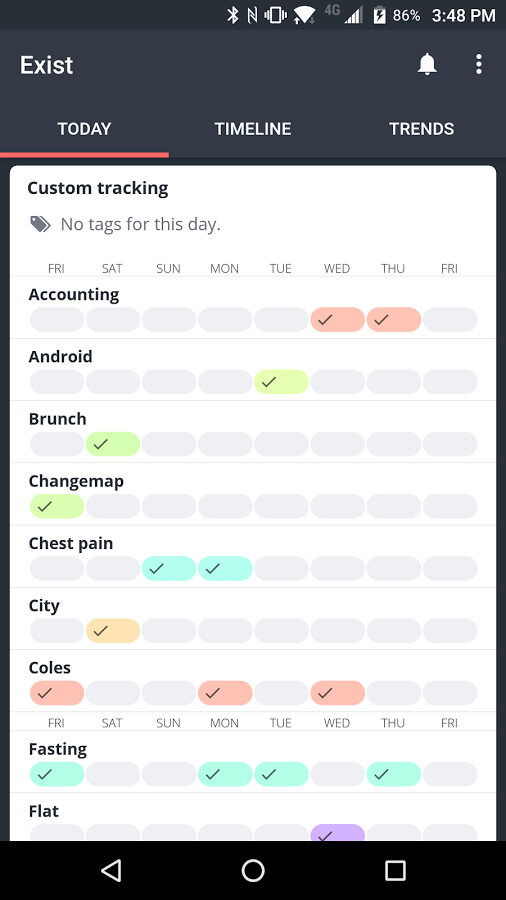 4G 86% 3:48 PM
Exist
TODAY TIMELINE TRENDS
Custom tracking
No tags for this day.
FRI SAT SUN MON TUE WED THU FRI
Accounting
Android
Brunch
Changemap
Chest pain
City
Coles
FRI SAT SUN MON TUE WED THU FRI
Fasting
Flat